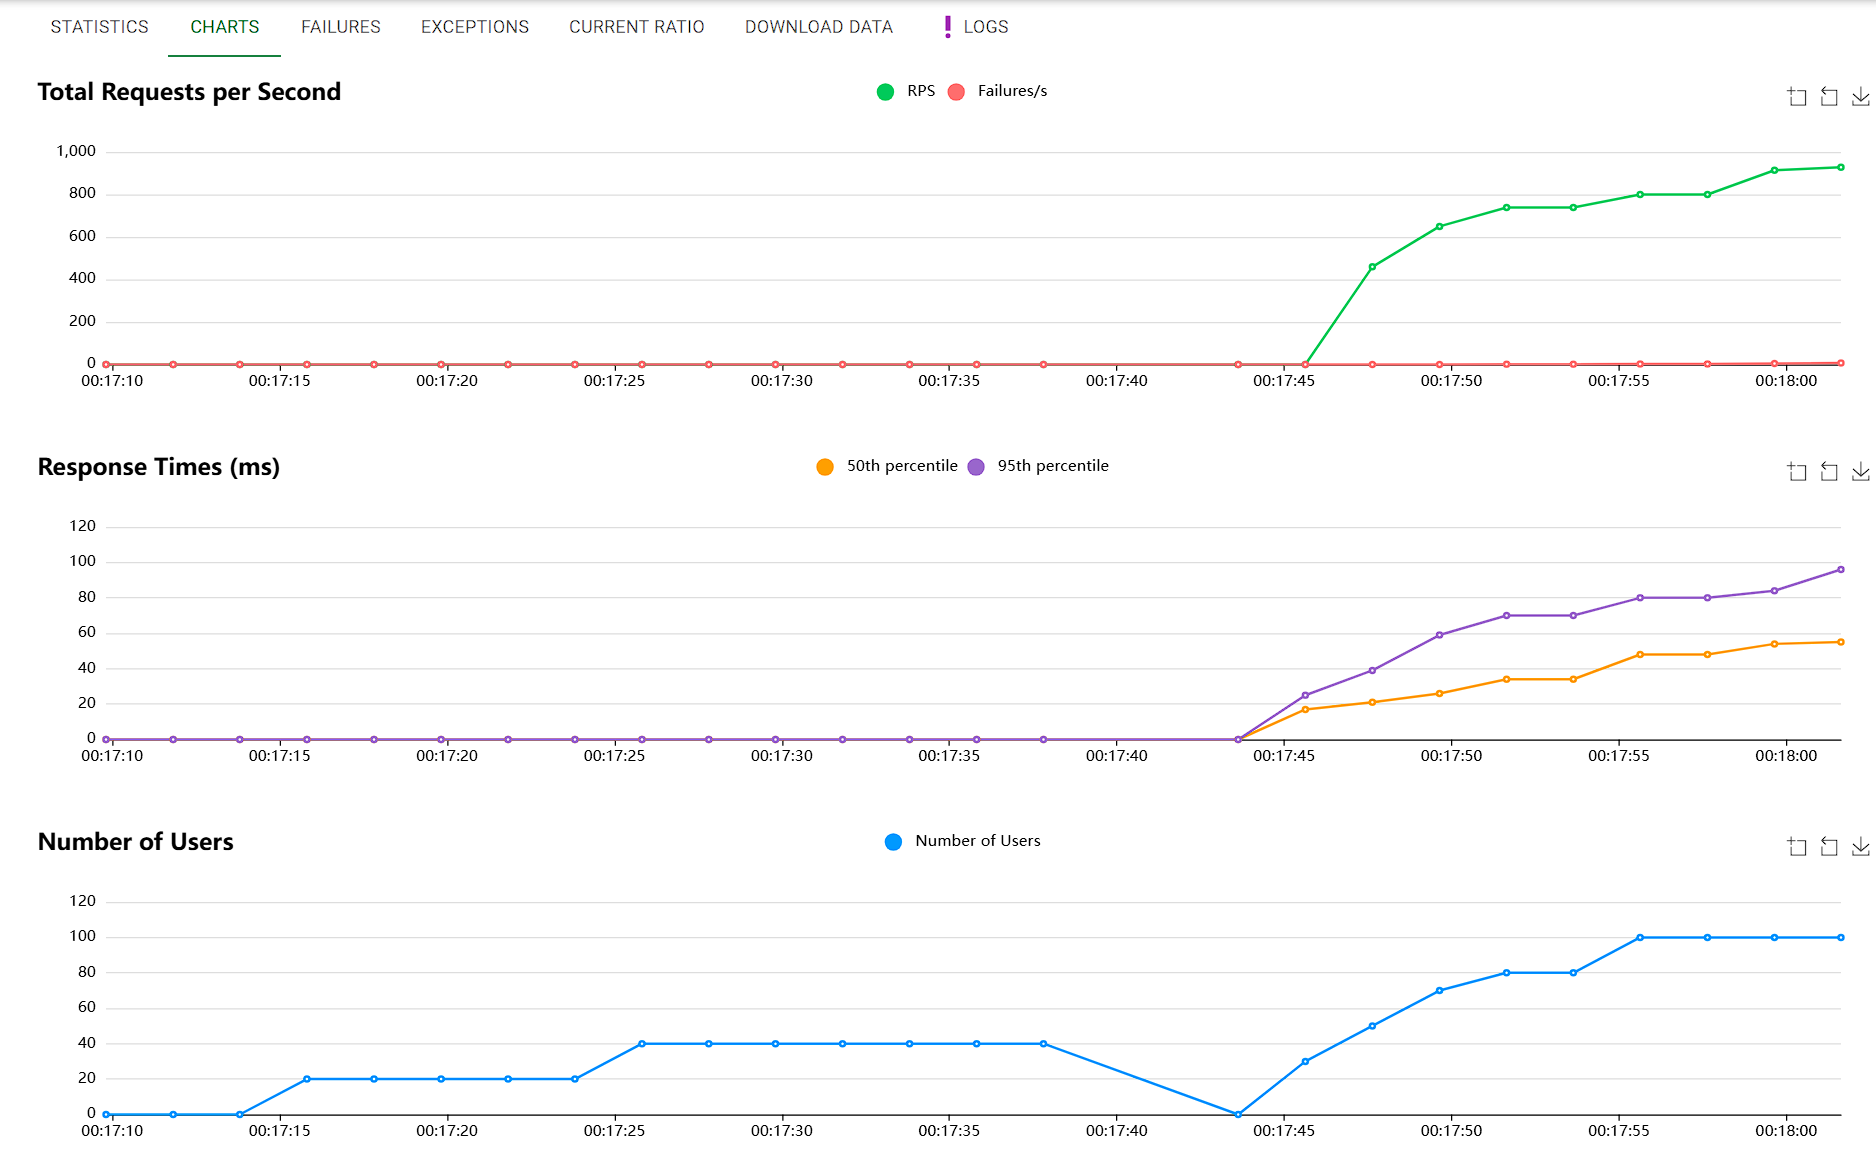 STATISTICS CHARTS FAILURES EXCEPTIONS CURRENT RATIO DOWNLOAD DATA LOGS
Total Requests per Second
RPS Failures/s
1,000
800
600
400
200
0
00:17:10 00:17:15 00:17:20 00:17:25 00:17:30 00:17:35 00:17:40 00:17:45 00:17:50 00:17:55 00:18:00
Response Times (ms)
50th percentile 95th percentile
120
100
80
60
40
20
0
00:17:10 00:17:15 00:17:20 00:17:25 00:17:30 00:17:35 00:17:40 00:17:45 00:17:50 00:17:55 00:18:00
Number of Users
Number of Users
120
100
80
60
40
20
0
00:17:10 00:17:15 00:17:20 00:17:25 00:17:30 00:17:35 00:17:40 00:17:45 00:17:50 00:17:55 00:18:00